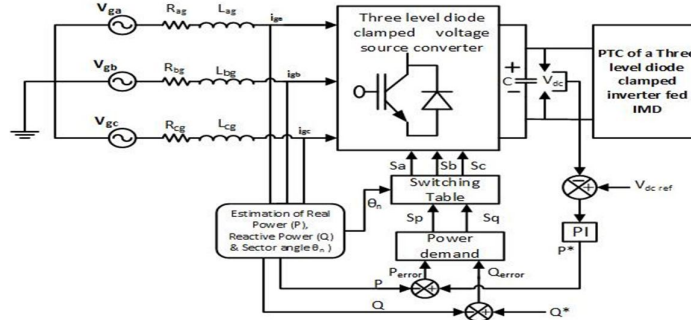 Vga
Rag
Lag
iga
Vgb
Rbg
Lbg
igb
Vgc
Rcg
Lcg
igc
Three level diode
clamped voltage
source converter
+
C
−
Vdc
PTC of a Three
level diode
clamped
inverter fed
IMD
Sa Sb Sc
Switching
Table
θn
Sp Sq
Power
demand
Estimation of Real
Power (P),
Reactive Power (Q)
& Sector angle θn )
Vdc ref
PI
P*
Perror
Qerror
P
Q
Q*